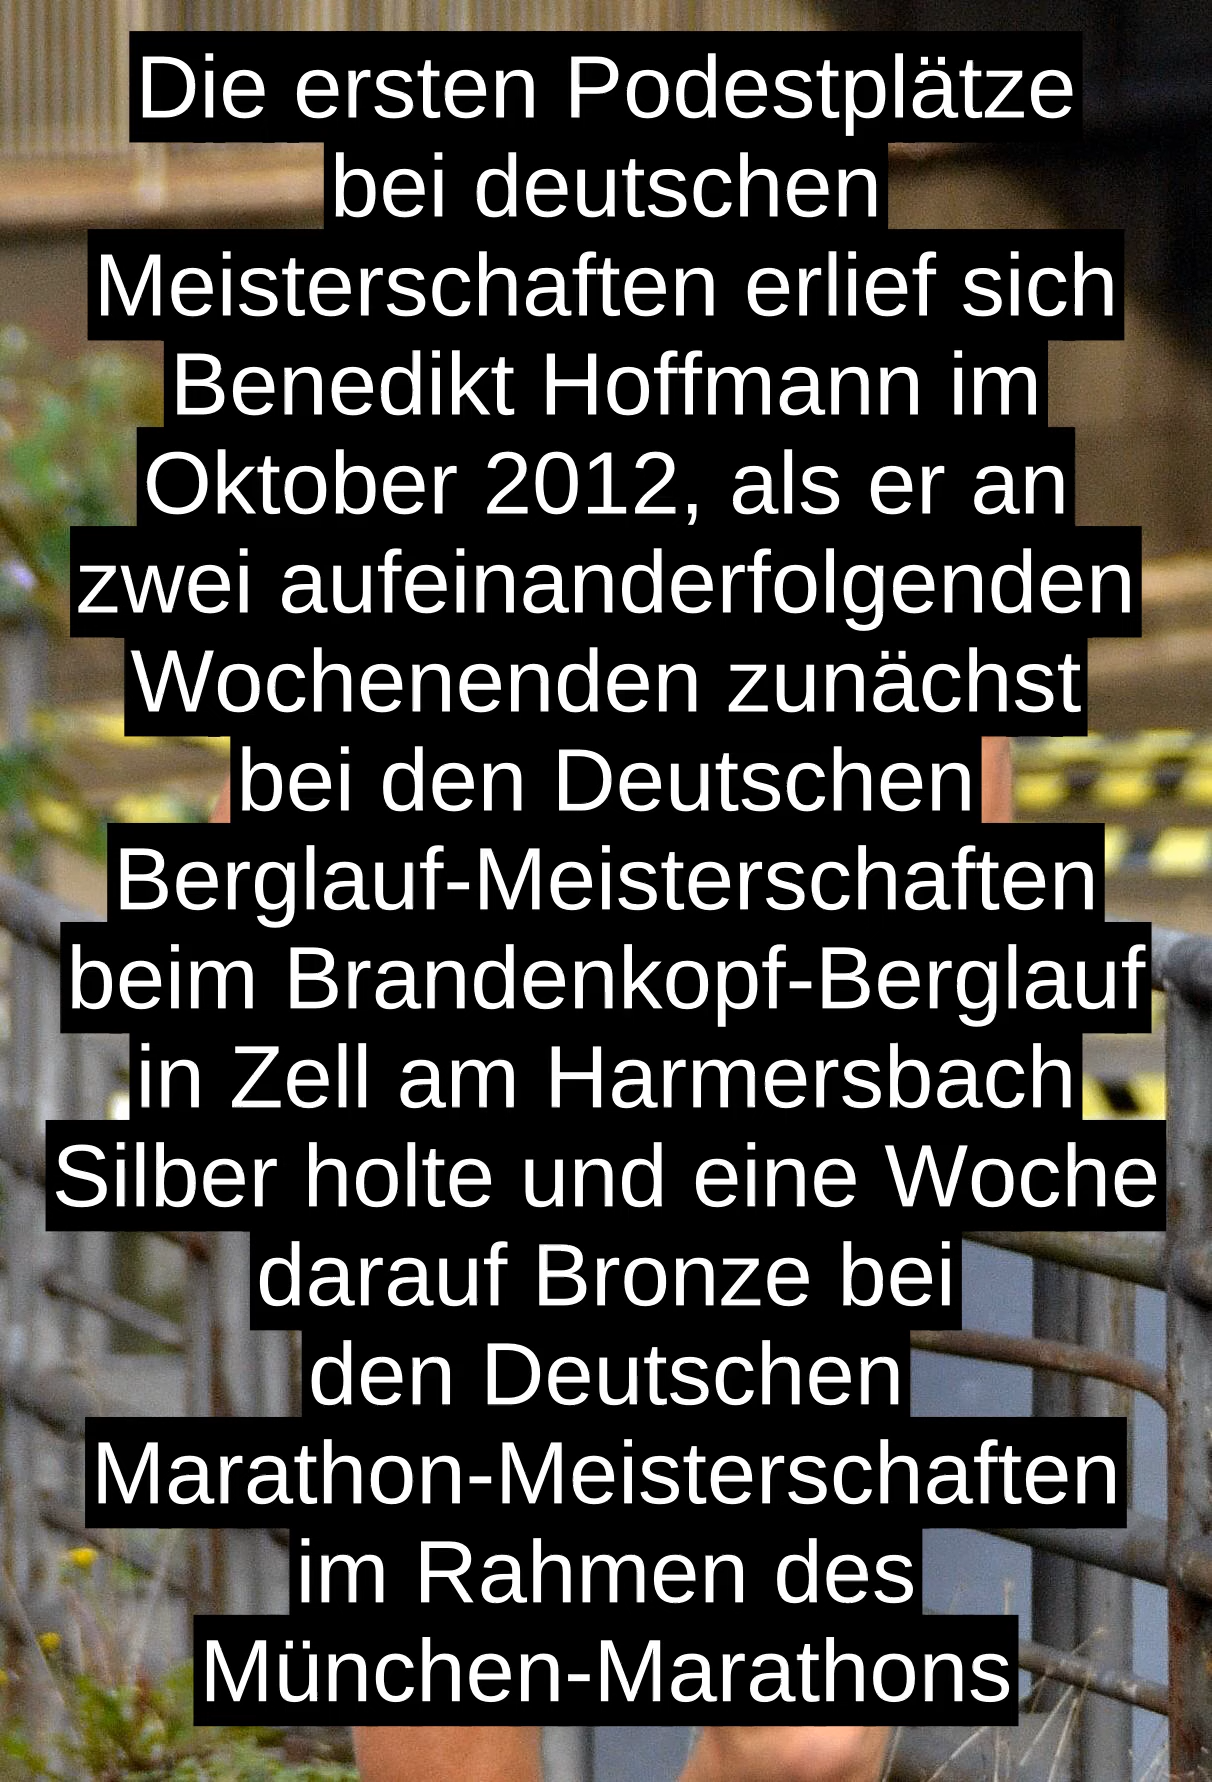 Die ersten Podestplätze
bei deutschen
Meisterschaften erlief sich
Benedikt Hoffmann im
Oktober 2012, als er an
zwei aufeinanderfolgenden
Wochenenden zunächst
bei den Deutschen
Berglauf-Meisterschaften
beim Brandenkopf-Berglauf
in Zell am Harmersbach
Silber holte und eine Woche
darauf Bronze bei
den Deutschen
Marathon-Meisterschaften
im Rahmen des
München-Marathons